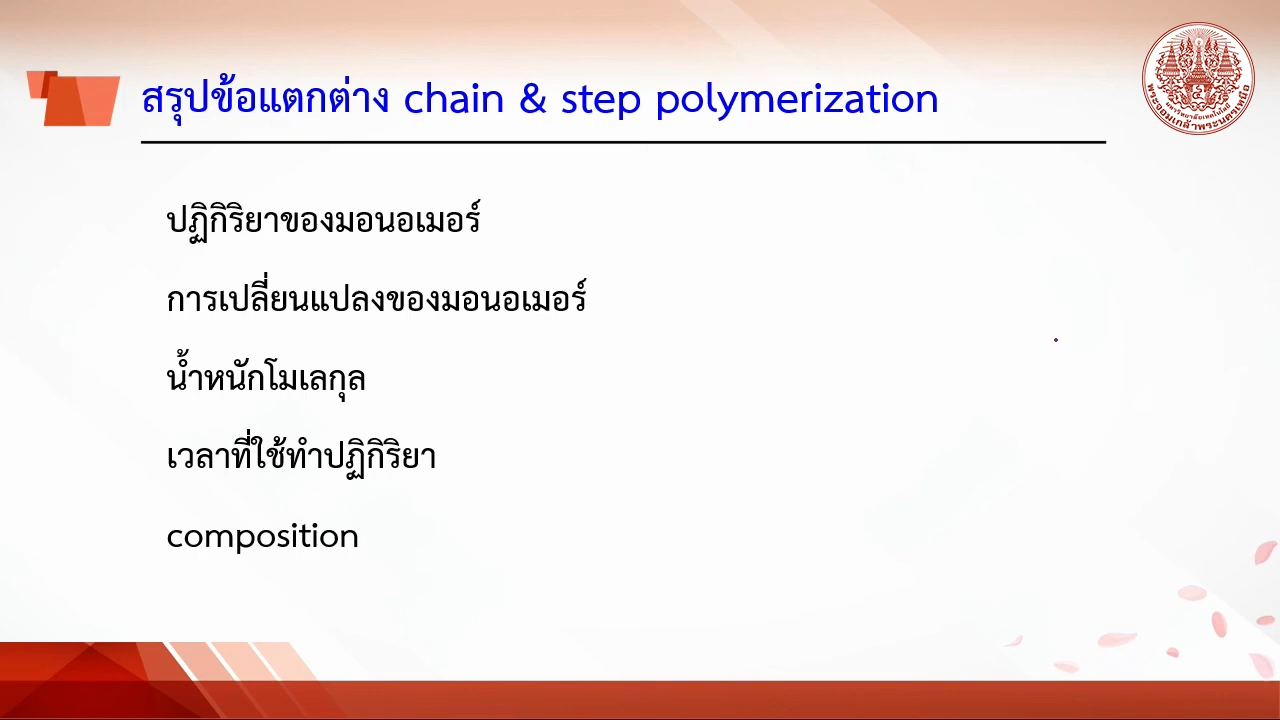 สรุปข้อแตกต่าง chain & step polymerization
ปฏิกิริยาของมอนอเมอร์
การเปลี่ยนแปลงของมอนอเมอร์
น้ำหนักโมเลกุล
เวลาที่ใช้ทำปฏิกิริยา
composition